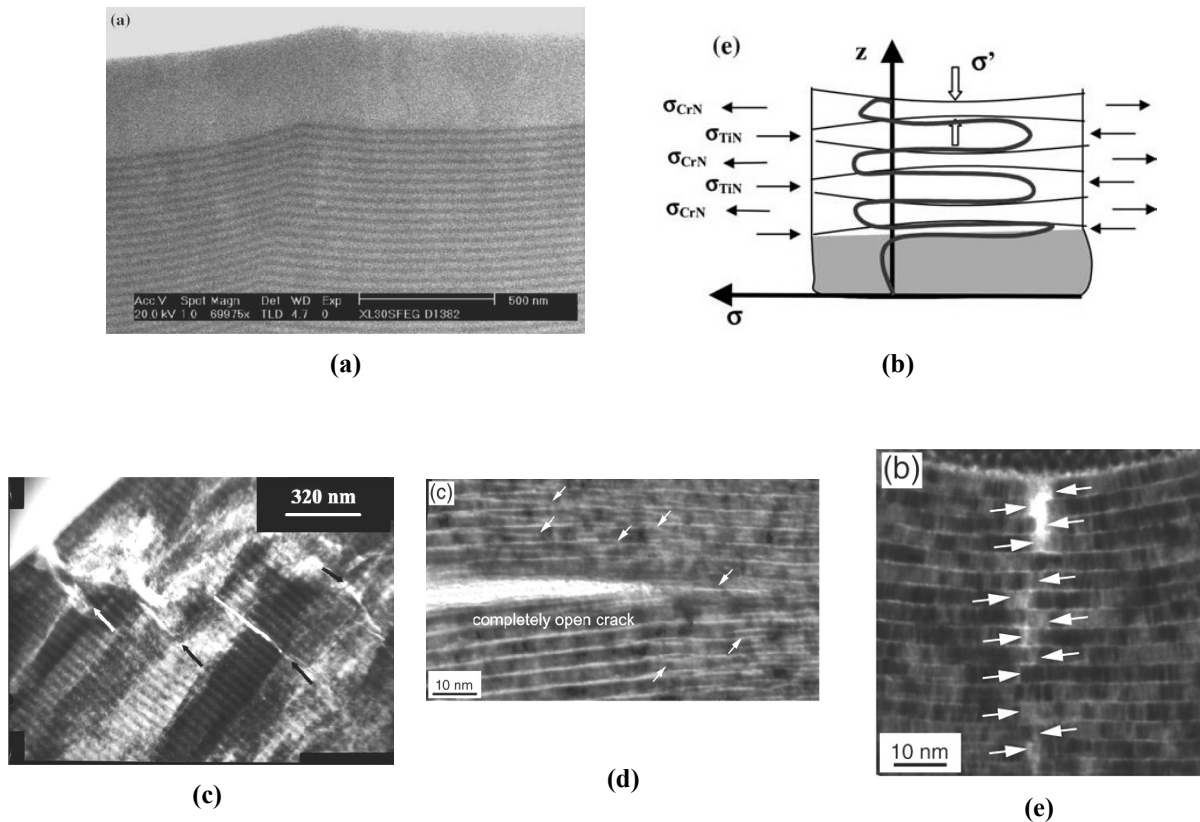 (a)
Acc.V Spot Magn Det WD Exp 500 nm
20.0 kV 1.0 69975x TLD 4.7 0 XL30SFEG D1382
(a)
(e)
z
σ'
σCrN
σTiN
σCrN
σTiN
σCrN
σ
(b)
320 nm
(c)
(c)
completely open crack
10 nm
(d)
(b)
10 nm
(e)